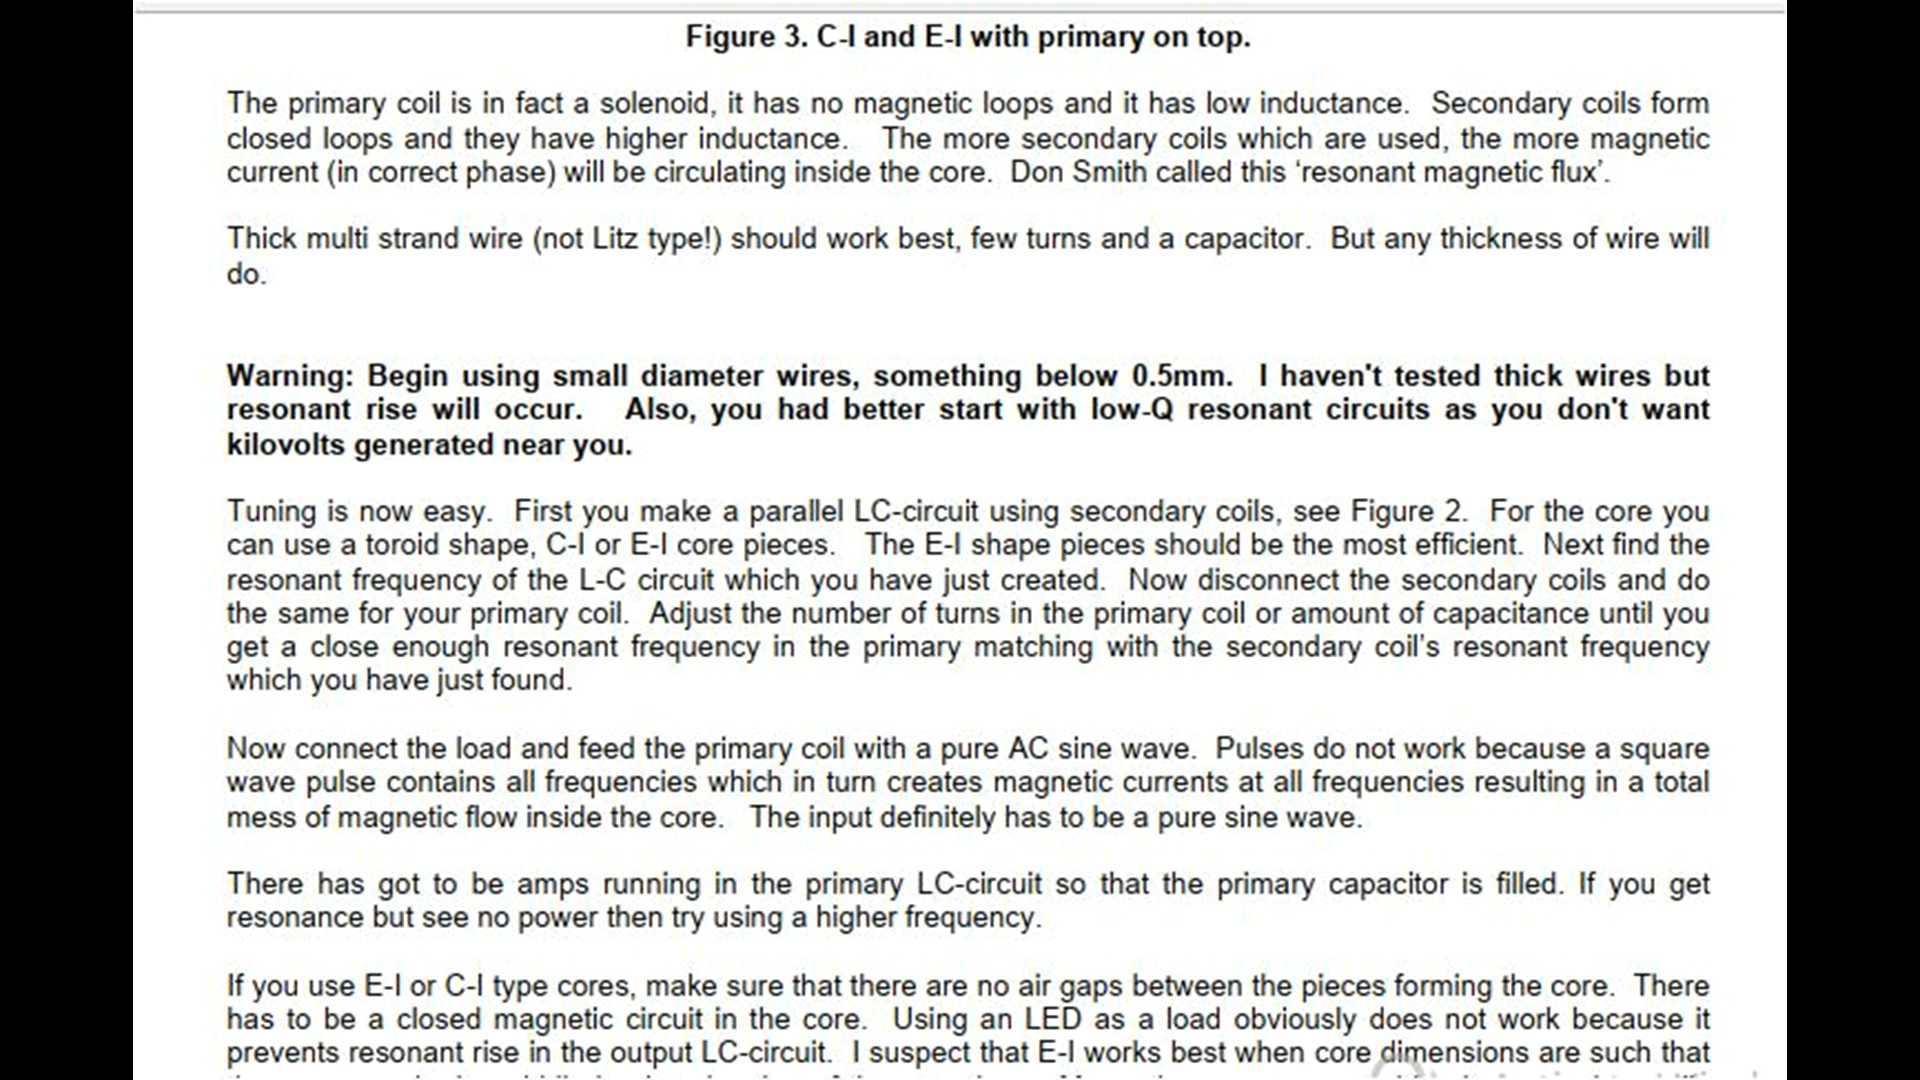 Figure 3. C-I and E-I with primary on top.
The primary coil is in fact a solenoid, it has no magnetic loops and it has low inductance. Secondary coils form
closed loops and they have higher inductance. The more secondary coils which are used, the more magnetic
current (in correct phase) will be circulating inside the core. Don Smith called this ‘resonant magnetic flux’.
Thick multi strand wire (not Litz type!) should work best, few turns and a capacitor. But any thickness of wire will
do.
Warning: Begin using small diameter wires, something below 0.5mm. I haven't tested thick wires but
resonant rise will occur. Also, you had better start with low-Q resonant circuits as you don't want
kilovolts generated near you.
Tuning is now easy. First you make a parallel LC-circuit using secondary coils, see Figure 2. For the core you
can use a toroid shape, C-I or E-I core pieces. The E-I shape pieces should be the most efficient. Next find the
resonant frequency of the L-C circuit which you have just created. Now disconnect the secondary coils and do
the same for your primary coil. Adjust the number of turns in the primary coil or amount of capacitance until you
get a close enough resonant frequency in the primary matching with the secondary coil’s resonant frequency
which you have just found.
Now connect the load and feed the primary coil with a pure AC sine wave. Pulses do not work because a square
wave pulse contains all frequencies which in turn creates magnetic currents at all frequencies resulting in a total
mess of magnetic flow inside the core. The input definitely has to be a pure sine wave.
There has got to be amps running in the primary LC-circuit so that the primary capacitor is filled. If you get
resonance but see no power then try using a higher frequency.
If you use E-I or C-I type cores, make sure that there are no air gaps between the pieces forming the core. There
has to be a closed magnetic circuit in the core. Using an LED as a load obviously does not work because it
prevents resonant rise in the output LC-circuit. I suspect that E-I works best when core dimensions are such that